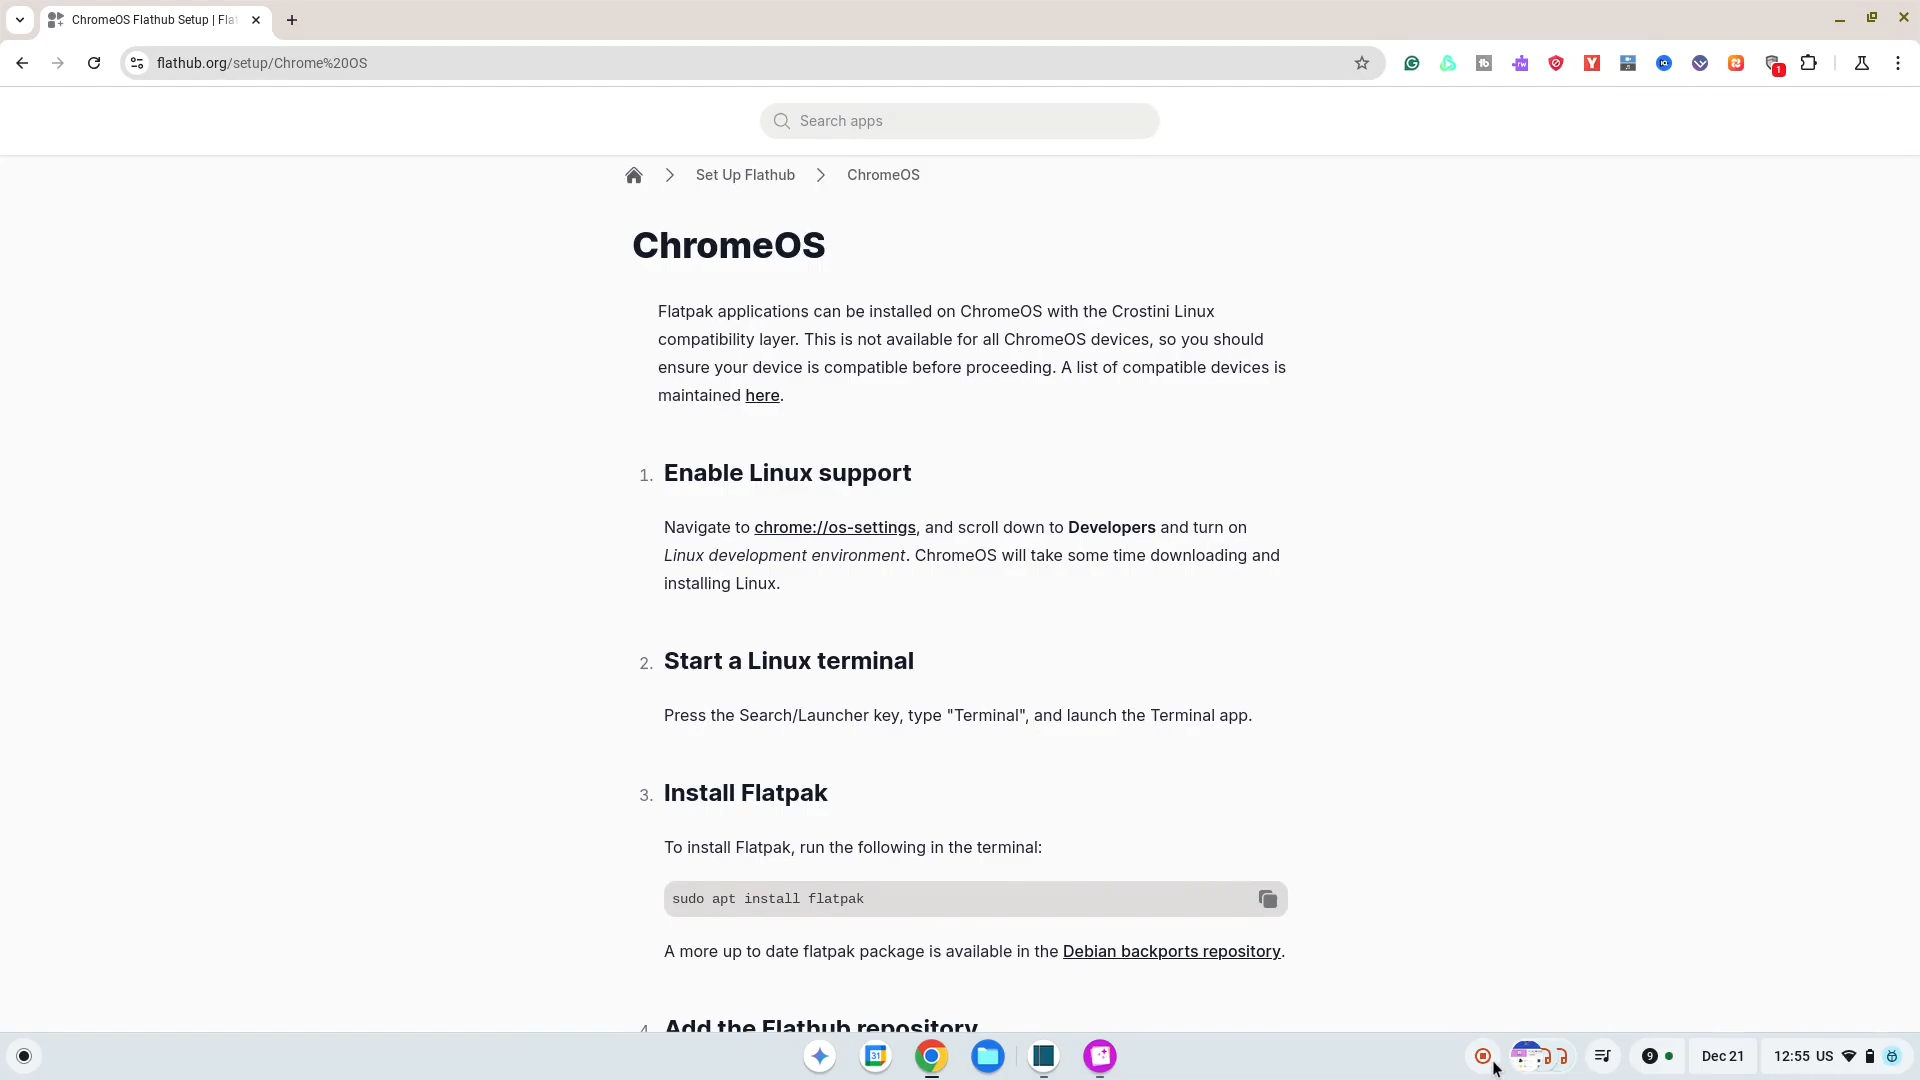 ChromeOS Flathub Setup | Fla
flathub.org/setup/Chrome%20OS
1
Search apps
Set Up Flathub
ChromeOS
ChromeOS
Flatpak applications can be installed on ChromeOS with the Crostini Linux
compatibility layer. This is not available for all ChromeOS devices, so you should
ensure your device is compatible before proceeding. A list of compatible devices is
maintained here.
1. Enable Linux support
Navigate to chrome://os-settings, and scroll down to Developers and turn on
Linux development environment. ChromeOS will take some time downloading and
installing Linux.
2. Start a Linux terminal
Press the Search/Launcher key, type "Terminal", and launch the Terminal app.
3. Install Flatpak
To install Flatpak, run the following in the terminal:
sudo apt install flatpak
A more up to date flatpak package is available in the Debian backports repository.
4. Add the Flathub repository
31
9
Dec 21
12:55 US